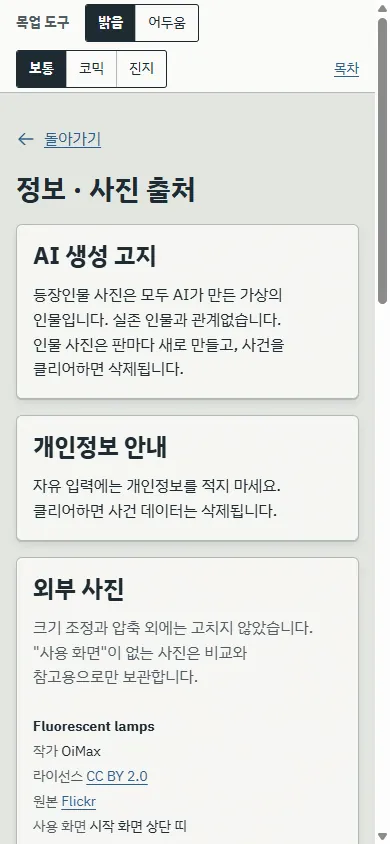 목업 도구 밝음 어두움
보통 코믹 진지 목차
← 돌아가기
정보 · 사진 출처
AI 생성 고지
등장인물 사진은 모두 AI가 만든 가상의
인물입니다. 실존 인물과 관계없습니다.
인물 사진은 판마다 새로 만들고, 사건을
클리어하면 삭제됩니다.
개인정보 안내
자유 입력에는 개인정보를 적지 마세요.
클리어하면 사건 데이터는 삭제됩니다.
외부 사진
크기 조정과 압축 외에는 고치지 않았습니다.
"사용 화면"이 없는 사진은 비교와
참고용으로만 보관합니다.
Fluorescent lamps
작가 OiMax
라이선스 CC BY 2.0
원본 Flickr
사용 화면 시작 화면 상단 띠